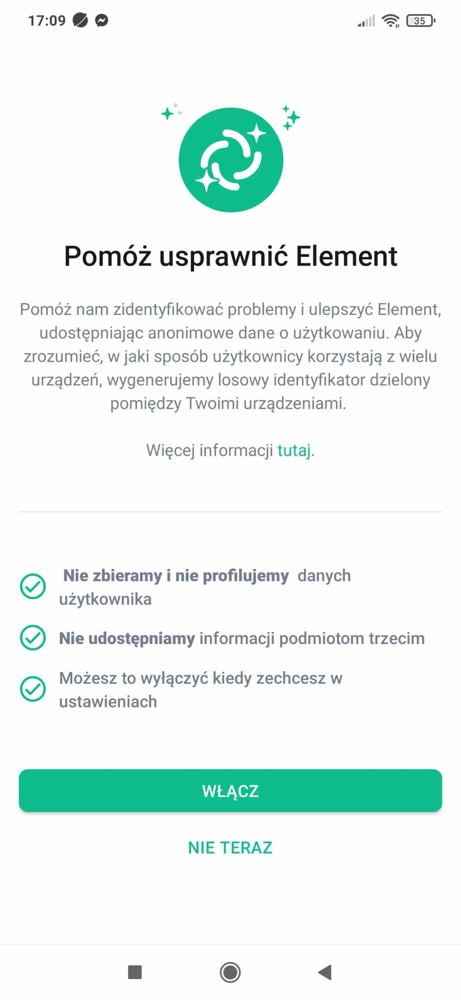 17:09
35
Pomóż usprawnić Element
Pomóż nam zidentyfikować problemy i ulepszyć Element,
udostępniając anonimowe dane o użytkowaniu. Aby
zrozumieć, w jaki sposób użytkownicy korzystają z wielu
urządzeń, wygenerujemy losowy identyfikator dzielony
pomiędzy Twoimi urządzeniami.
Więcej informacji tutaj.
Nie zbieramy i nie profilujemy danych
użytkownika
Nie udostępniamy informacji podmiotom trzecim
Możesz to wyłączyć kiedy zechcesz w
ustawieniach
WŁĄCZ
NIE TERAZ